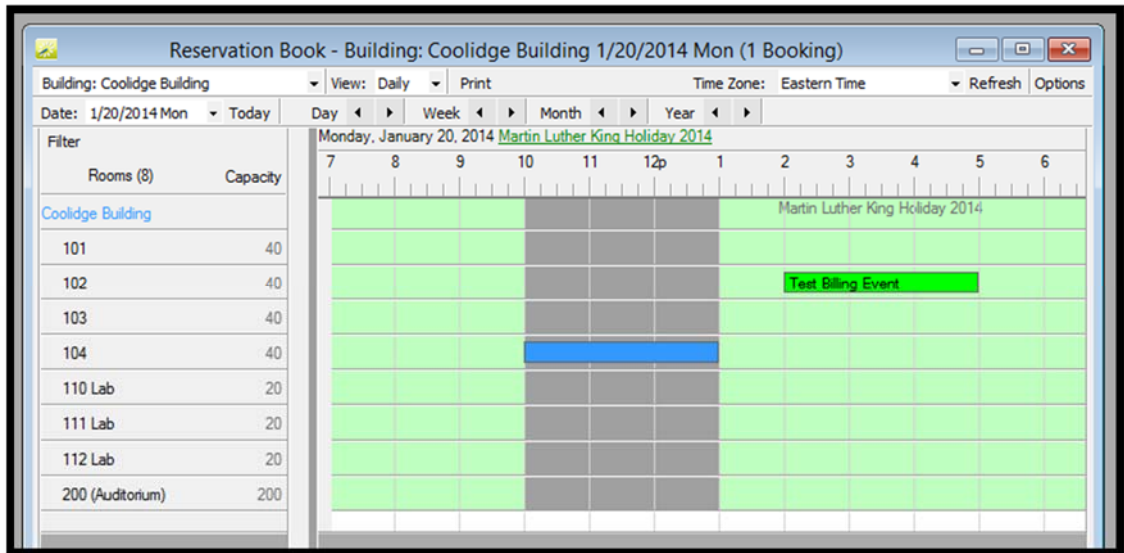 Reservation Book - Building: Coolidge Building 1/20/2014 Mon (1 Booking)
Building: Coolidge Building View: Daily Print Time Zone: Eastern Time Refresh Options
Date: 1/20/2014 Mon Today Day Week Month Year
Filter
Rooms (8) Capacity
Monday, January 20, 2014 Martin Luther King Holiday 2014
7 8 9 10 11 12p 1 2 3 4 5 6
Coolidge Building Martin Luther King Holiday 2014
101 40
102 40 Test Billing Event
103 40
104 40
110 Lab 20
111 Lab 20
112 Lab 20
200 (Auditorium) 200